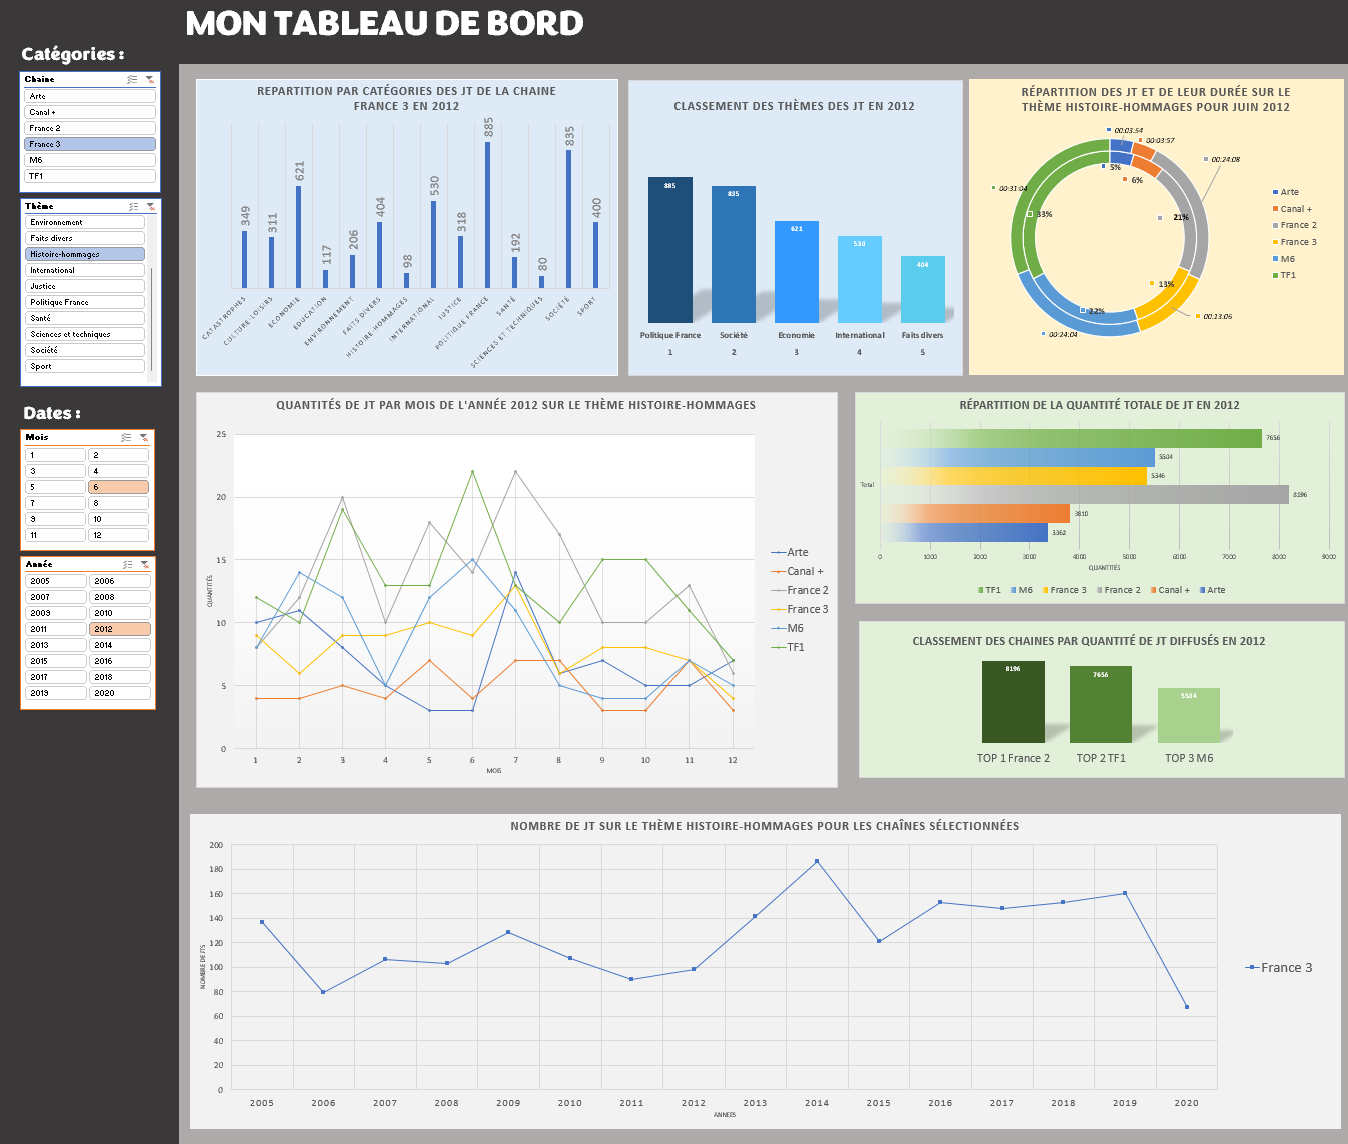 MON TABLEAU DE BORD
Catégories :
Chaine
Arte
Canal +
France 2
France 3
M6
TF1
Thème
Environnement
Faits divers
Histoire-hommages
International
Justice
Politique France
Santé
Sciences et techniques
Société
Sport
Dates :
Mois
1 2
3 4
5 6
7 8
9 10
11 12
Année
2005 2006
2007 2008
2009 2010
2011 2012
2013 2014
2015 2016
2017 2018
2019 2020
REPARTITION PAR CATÉGORIES DES JT DE LA CHAINE
FRANCE 3 EN 2012
349 311 621 117 206 404 98 530 318 885 192 80 835 400
CATASTROPHES
CULTURE-LOISIRS
ECONOMIE
EDUCATION
ENVIRONNEMENT
FAITS DIVERS
HISTOIRE-HOMMAGES
INTERNATIONAL
JUSTICE
POLITIQUE FRANCE
SANTÉ
SCIENCES ET TECHNIQUES
SOCIÉTÉ
SPORT
CLASSEMENT DES THÈMES DES JT EN 2012
885 835 621 530 404
Politique France Société Economie International Faits divers
1 2 3 4 5
RÉPARTITION DES JT ET DE LEUR DURÉE SUR LE
THÈME HISTOIRE-HOMMAGES POUR JUIN 2012
00:03:54
00:03:57
00:24:08
5%
6%
00:31:04
33%
21%
13%
22%
00:13:06
00:24:04
Arte
Canal +
France 2
France 3
M6
TF1
QUANTITÉS DE JT PAR MOIS DE L'ANNÉE 2012 SUR LE THÈME HISTOIRE-HOMMAGES
25
20
15
10
5
0
QUANTITÉS
1 2 3 4 5 6 7 8 9 10 11 12
MOIS
Arte
Canal +
France 2
France 3
M6
TF1
RÉPARTITION DE LA QUANTITÉ TOTALE DE JT EN 2012
7656
5504
5346
Total
8196
3810
3362
0 1000 2000 3000 4000 5000 6000 7000 8000 9000
QUANTITÉS
TF1 M6 France 3 France 2 Canal + Arte
CLASSEMENT DES CHAINES PAR QUANTITÉ DE JT DIFFUSÉS EN 2012
8196 7656 5504
TOP 1 France 2 TOP 2 TF1 TOP 3 M6
NOMBRE DE JT SUR LE THÈME HISTOIRE-HOMMAGES POUR LES CHAÎNES SÉLECTIONNÉES
200
180
160
140
120
100
80
60
40
20
0
NOMBRE DE JTS
2005 2006 2007 2008 2009 2010 2011 2012 2013 2014 2015 2016 2017 2018 2019 2020
ANNEES
France 3